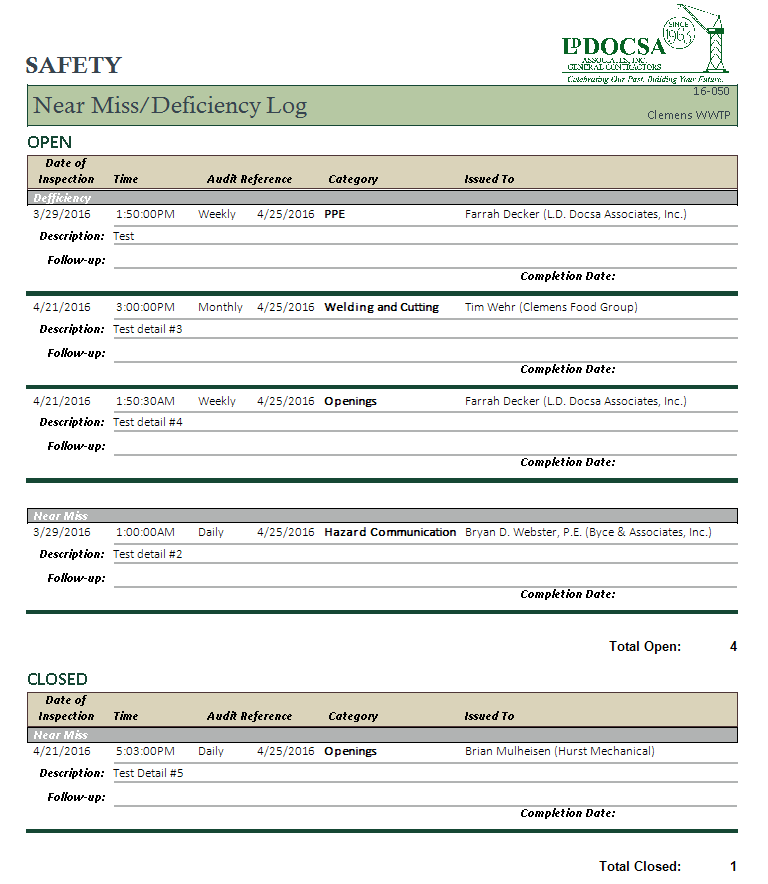 SINCE
1963
LD DOCSA
ASSOCIATES, INC.
GENERAL CONTRACTORS
Celebrating Our Past, Building Your Future.
SAFETY
16-050
Near Miss/Deficiency Log
Clemens WWTP
OPEN
Date of
Inspection Time Audit Reference Category Issued To
Defficiency
3/29/2016 1:50:00PM Weekly 4/25/2016 PPE Farrah Decker (L.D. Docsa Associates, Inc.)
Description: Test
Follow-up:
Completion Date:
4/21/2016 3:00:00PM Monthly 4/25/2016 Welding and Cutting Tim Wehr (Clemens Food Group)
Description: Test detail #3
Follow-up:
Completion Date:
4/21/2016 1:50:30AM Weekly 4/25/2016 Openings Farrah Decker (L.D. Docsa Associates, Inc.)
Description: Test detail #4
Follow-up:
Completion Date:
Near Miss
3/29/2016 1:00:00AM Daily 4/25/2016 Hazard Communication Bryan D. Webster, P.E. (Byce & Associates, Inc.)
Description: Test detail #2
Follow-up:
Completion Date:
Total Open: 4
CLOSED
Date of
Inspection Time Audit Reference Category Issued To
Near Miss
4/21/2016 5:03:00PM Daily 4/25/2016 Openings Brian Mulheisen (Hurst Mechanical)
Description: Test Detail #5
Follow-up:
Completion Date:
Total Closed: 1